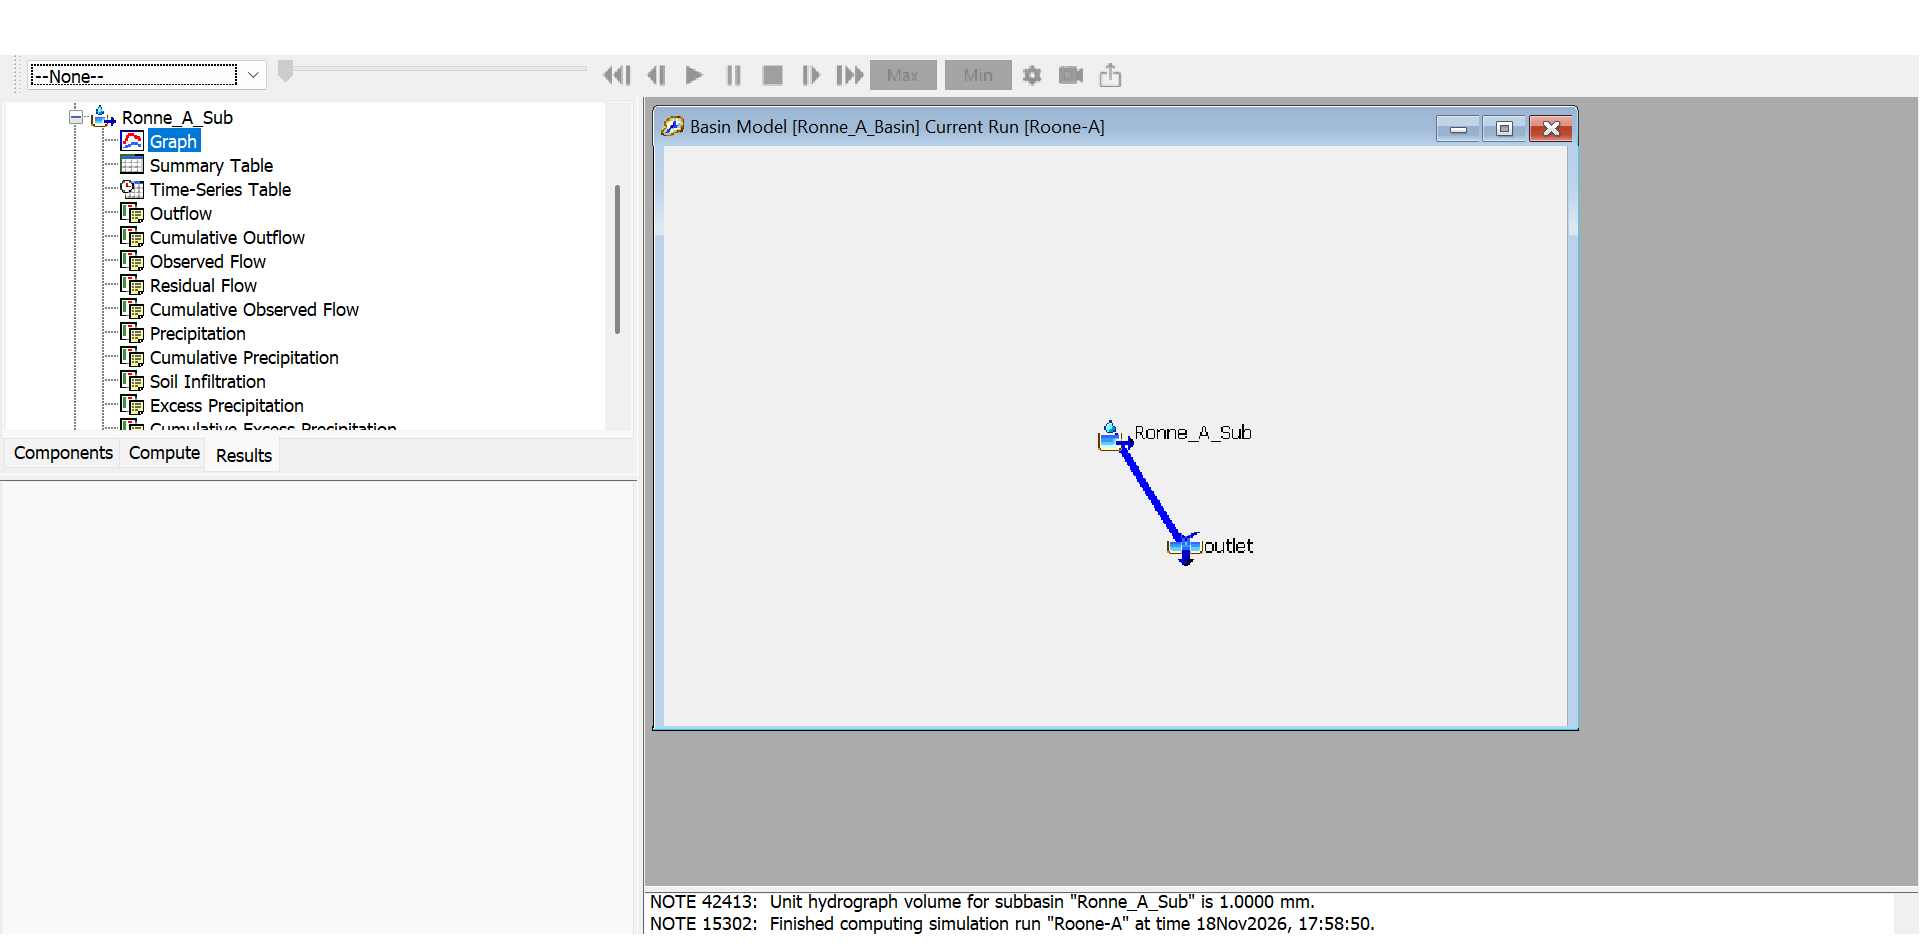 --None--
Max
Min
Ronne_A_Sub
Graph
Summary Table
Time-Series Table
Outflow
Cumulative Outflow
Observed Flow
Residual Flow
Cumulative Observed Flow
Precipitation
Cumulative Precipitation
Soil Infiltration
Excess Precipitation
Cumulative Excess Precipitation
Components
Compute
Results
Basin Model [Ronne_A_Basin] Current Run [Roone-A]
Ronne_A_Sub
outlet
NOTE 42413: Unit hydrograph volume for subbasin "Ronne_A_Sub" is 1.0000 mm.
NOTE 15302: Finished computing simulation run "Roone-A" at time 18Nov2026, 17:58:50.